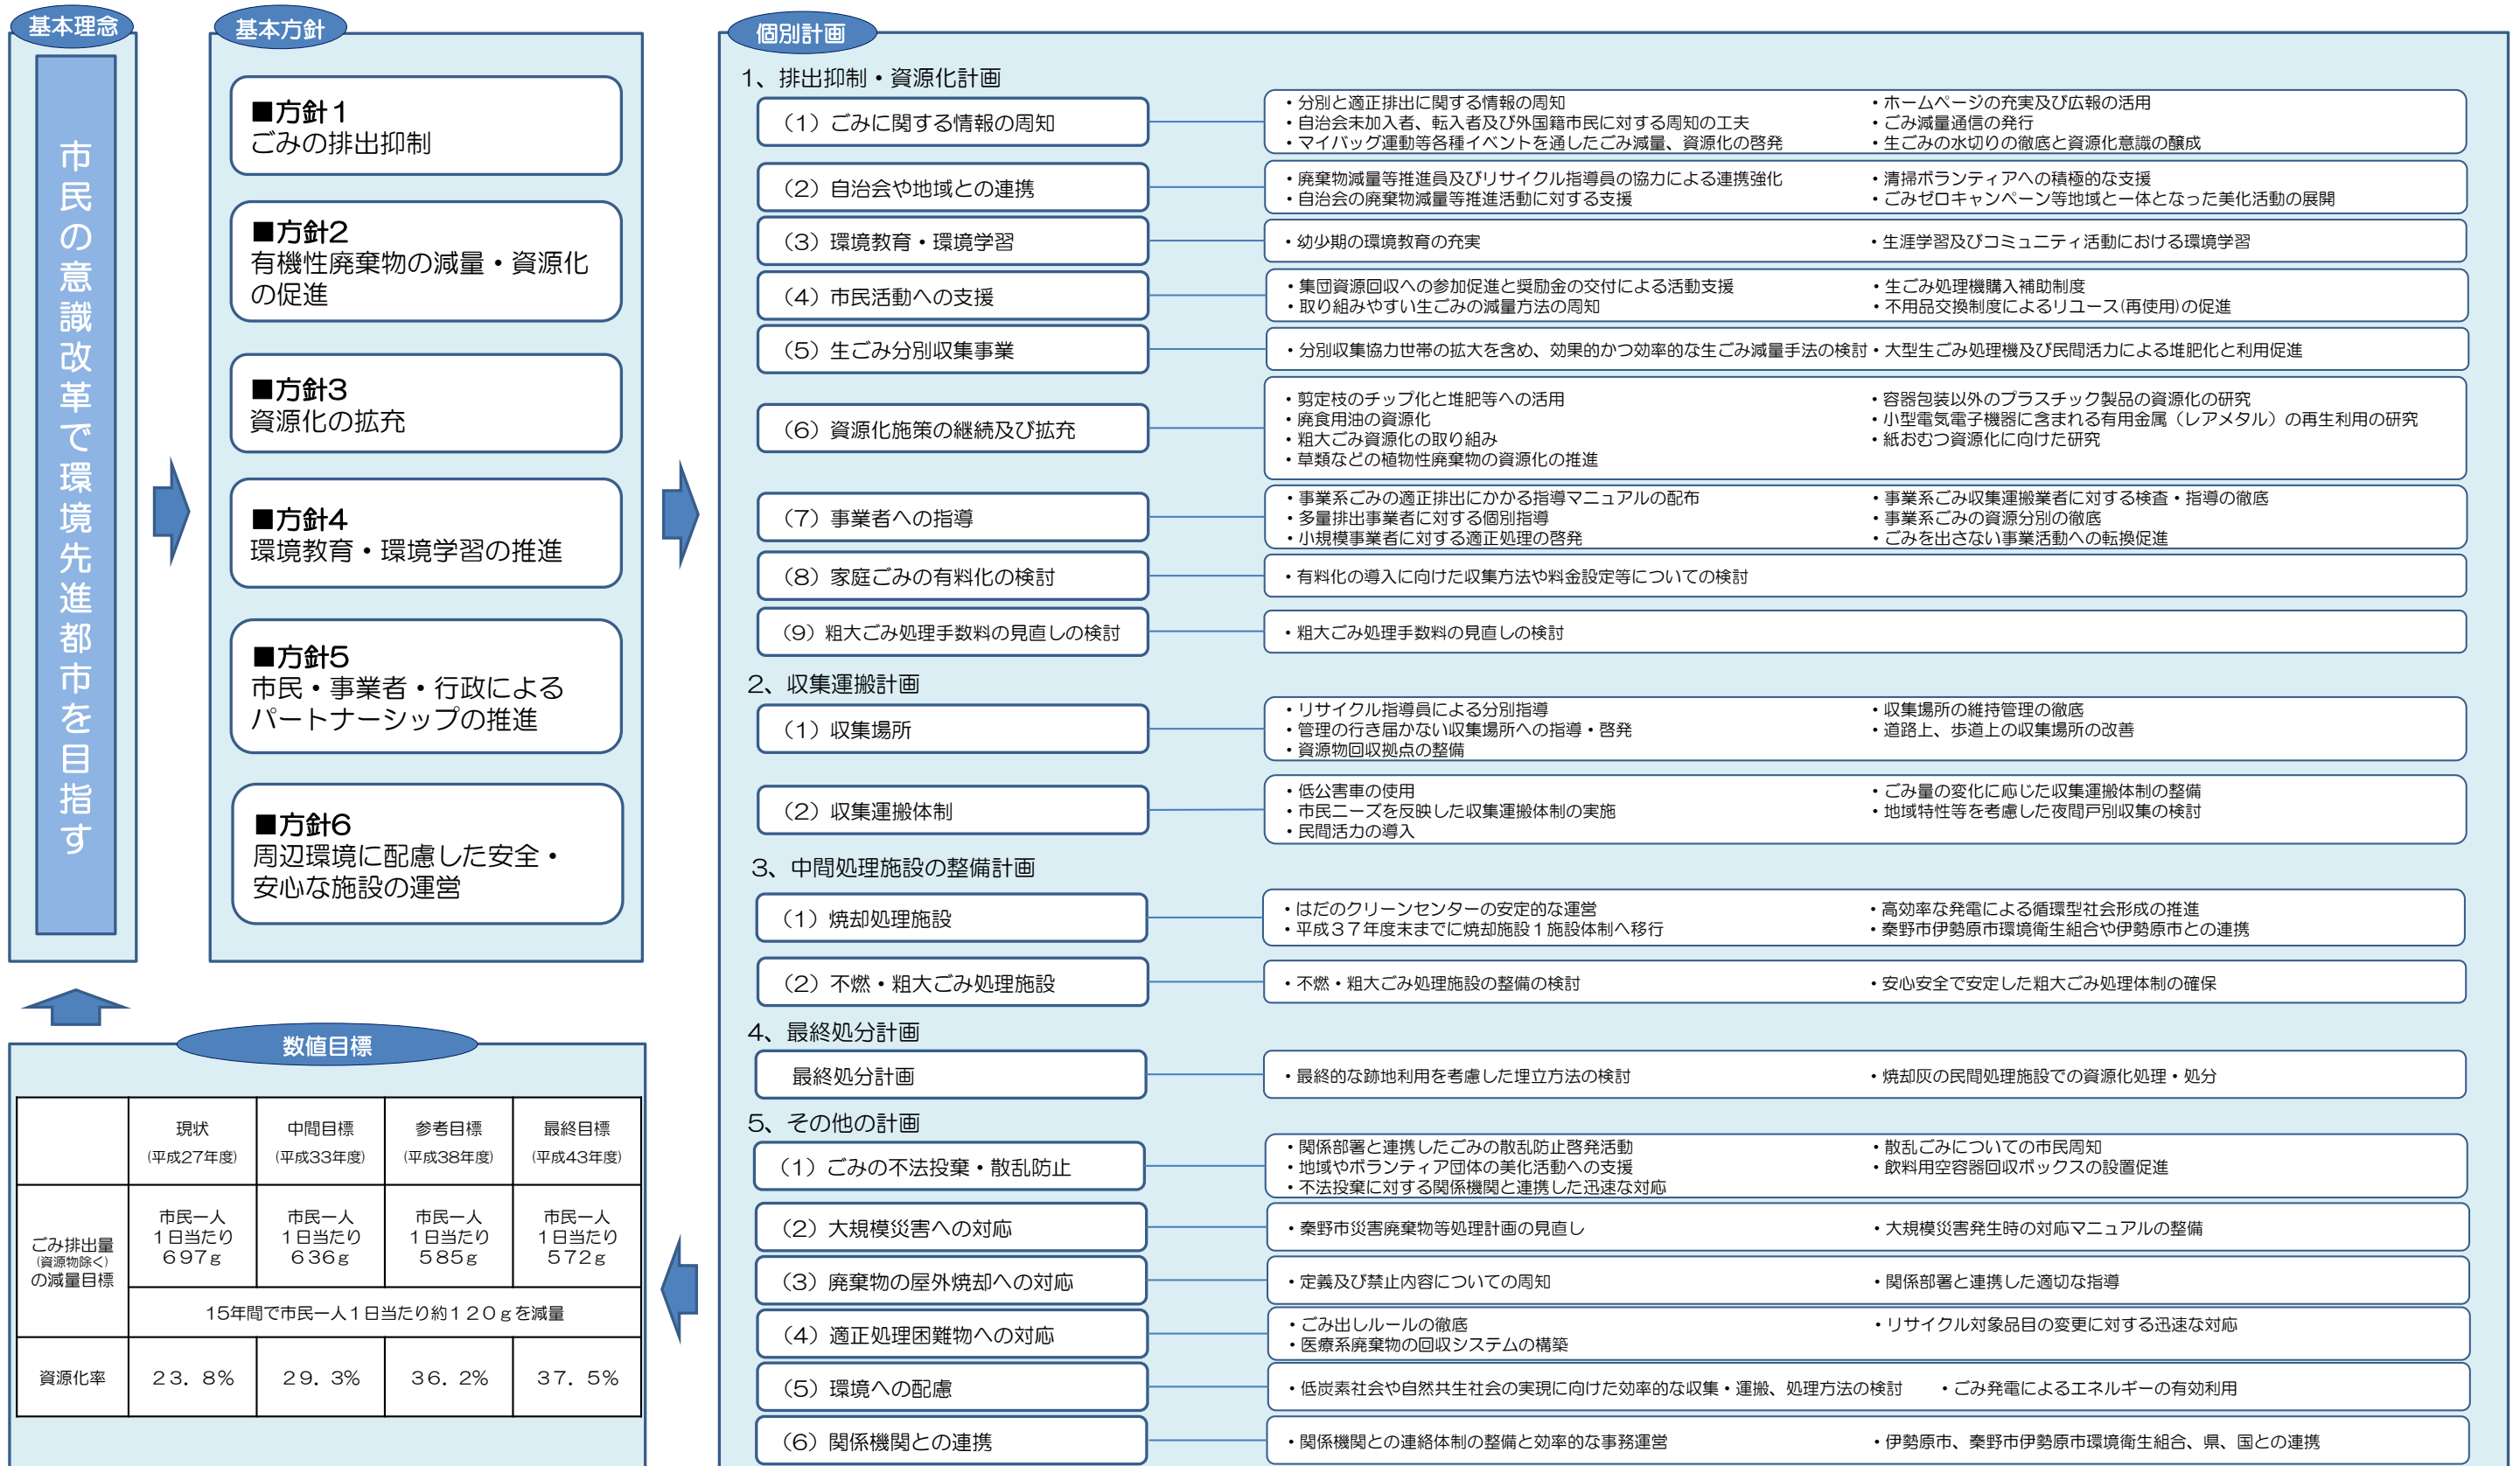 基本理念
市民の意識改革で環境先進都市を目指す
基本方針
■方針１
ごみの排出抑制
■方針2
有機性廃棄物の減量・資源化
の促進
■方針3
資源化の拡充
■方針4
環境教育・環境学習の推進
■方針5
市民・事業者・行政による
パートナーシップの推進
■方針6
周辺環境に配慮した安全・
安心な施設の運営
数値目標
現状
(平成27年度)
中間目標
(平成33年度)
参考目標
(平成38年度)
最終目標
(平成43年度)
ごみ排出量
(資源物除く)
の減量目標
市民一人
１日当たり
６９７g
市民一人
１日当たり
６３６g
市民一人
１日当たり
５８５g
市民一人
１日当たり
５７２g
15年間で市民一人１日当たり約１２０ｇを減量
資源化率
２３．８%
２９．３%
３６．２%
３７．５%
個別計画
1、排出抑制・資源化計画
（1）ごみに関する情報の周知
・分別と適正排出に関する情報の周知
・自治会未加入者、転入者及び外国籍市民に対する周知の工夫
・マイバッグ運動等各種イベントを通したごみ減量、資源化の啓発
・ホームページの充実及び広報の活用
・ごみ減量通信の発行
・生ごみの水切りの徹底と資源化意識の醸成
（2）自治会や地域との連携
・廃棄物減量等推進員及びリサイクル指導員の協力による連携強化
・自治会の廃棄物減量等推進活動に対する支援
・清掃ボランティアへの積極的な支援
・ごみゼロキャンペーン等地域と一体となった美化活動の展開
（3）環境教育・環境学習
・幼少期の環境教育の充実
・生涯学習及びコミュニティ活動における環境学習
（4）市民活動への支援
・集団資源回収への参加促進と奨励金の交付による活動支援
・取り組みやすい生ごみの減量方法の周知
・生ごみ処理機購入補助制度
・不用品交換制度によるリユース(再使用)の促進
（5）生ごみ分別収集事業
・分別収集協力世帯の拡大を含め、効果的かつ効率的な生ごみ減量手法の検討・大型生ごみ処理機及び民間活力による堆肥化と利用促進
（6）資源化施策の継続及び拡充
・剪定枝のチップ化と堆肥等への活用
・廃食用油の資源化
・粗大ごみ資源化の取り組み
・草類などの植物性廃棄物の資源化の推進
・容器包装以外のプラスチック製品の資源化の研究
・小型電気電子機器に含まれる有用金属（レアメタル）の再生利用の研究
・紙おむつ資源化に向けた研究
（7）事業者への指導
・事業系ごみの適正排出にかかる指導マニュアルの配布
・多量排出事業者に対する個別指導
・小規模事業者に対する適正処理の啓発
・事業系ごみ収集運搬業者に対する検査・指導の徹底
・事業系ごみの資源分別の徹底
・ごみを出さない事業活動への転換促進
（8）家庭ごみの有料化の検討
・有料化の導入に向けた収集方法や料金設定等についての検討
（9）粗大ごみ処理手数料の見直しの検討
・粗大ごみ処理手数料の見直しの検討
2、収集運搬計画
（1）収集場所
・リサイクル指導員による分別指導
・管理の行き届かない収集場所への指導・啓発
・資源物回収拠点の整備
・収集場所の維持管理の徹底
・道路上、歩道上の収集場所の改善
（2）収集運搬体制
・低公害車の使用
・市民ニーズを反映した収集運搬体制の実施
・民間活力の導入
・ごみ量の変化に応じた収集運搬体制の整備
・地域特性等を考慮した夜間戸別収集の検討
3、中間処理施設の整備計画
（1）焼却処理施設
・はだのクリーンセンターの安定的な運営
・平成３７年度末までに焼却施設１施設体制へ移行
・高効率な発電による循環型社会形成の推進
・秦野市伊勢原市環境衛生組合や伊勢原市との連携
（2）不燃・粗大ごみ処理施設
・不燃・粗大ごみ処理施設の整備の検討
・安心安全で安定した粗大ごみ処理体制の確保
4、最終処分計画
最終処分計画
・最終的な跡地利用を考慮した埋立方法の検討
・焼却灰の民間処理施設での資源化処理・処分
5、その他の計画
（1）ごみの不法投棄・散乱防止
・関係部署と連携したごみの散乱防止啓発活動
・地域やボランティア団体の美化活動への支援
・不法投棄に対する関係機関と連携した迅速な対応
・散乱ごみについての市民周知
・飲料用空容器回収ボックスの設置促進
（2）大規模災害への対応
・秦野市災害廃棄物等処理計画の見直し
・大規模災害発生時の対応マニュアルの整備
（3）廃棄物の屋外焼却への対応
・定義及び禁止内容についての周知
・関係部署と連携した適切な指導
（4）適正処理困難物への対応
・ごみ出しルールの徹底
・医療系廃棄物の回収システムの構築
・リサイクル対象品目の変更に対する迅速な対応
（5）環境への配慮
・低炭素社会や自然共生社会の実現に向けた効率的な収集・運搬、処理方法の検討
・ごみ発電によるエネルギーの有効利用
（6）関係機関との連携
・関係機関との連絡体制の整備と効率的な事務運営
・伊勢原市、秦野市伊勢原市環境衛生組合、県、国との連携